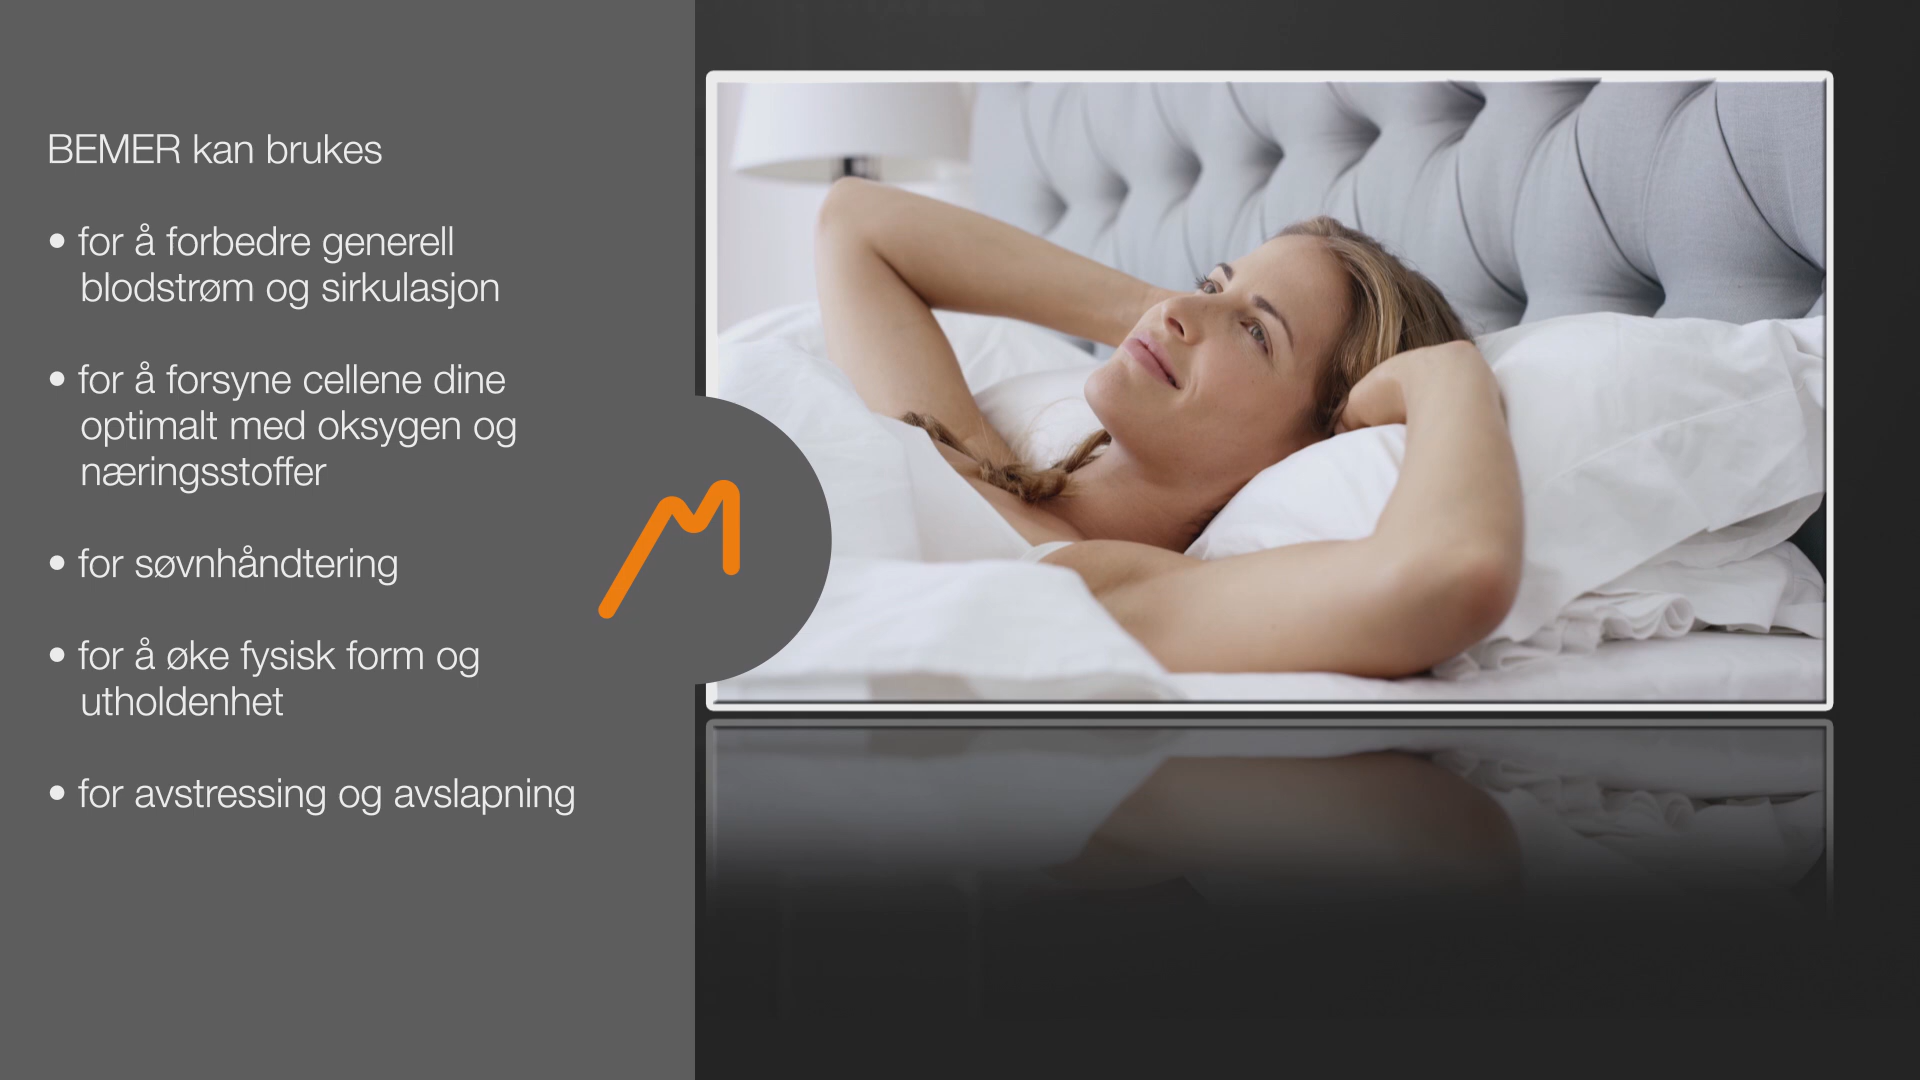 BEMER kan brukes
• for å forbedre generell
blodstrøm og sirkulasjon
• for å forsyne cellene dine
optimalt med oksygen og
næringsstoffer
• for søvnhåndtering
• for å øke fysisk form og
utholdenhet
• for avstressing og avslapning